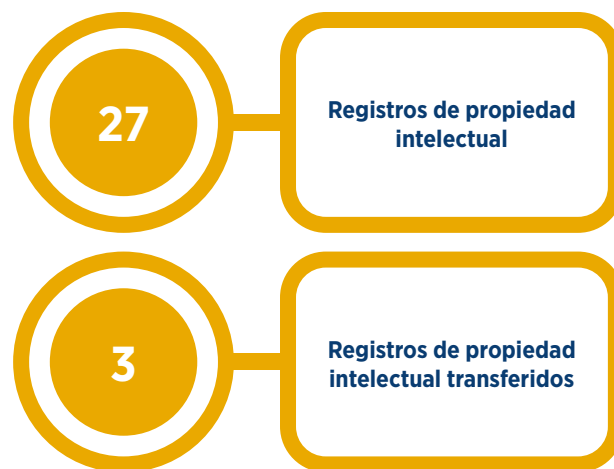 27
Registros de propiedad
intelectual
3
Registros de propiedad
intelectual transferidos